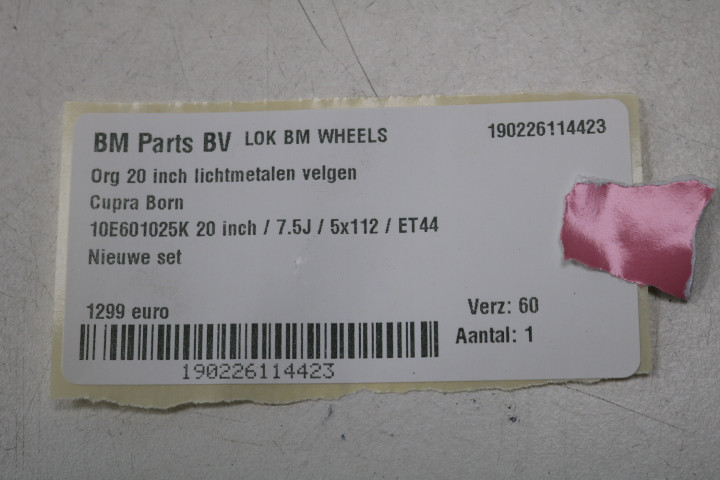 BM Parts BV LOK BM WHEELS 190226114423
Org 20 inch lichtmetalen velgen
Cupra Born
10E601025K 20 inch / 7.5J / 5x112 / ET44
Nieuwe set
1299 euro Verz: 60
Aantal: 1
190226114423